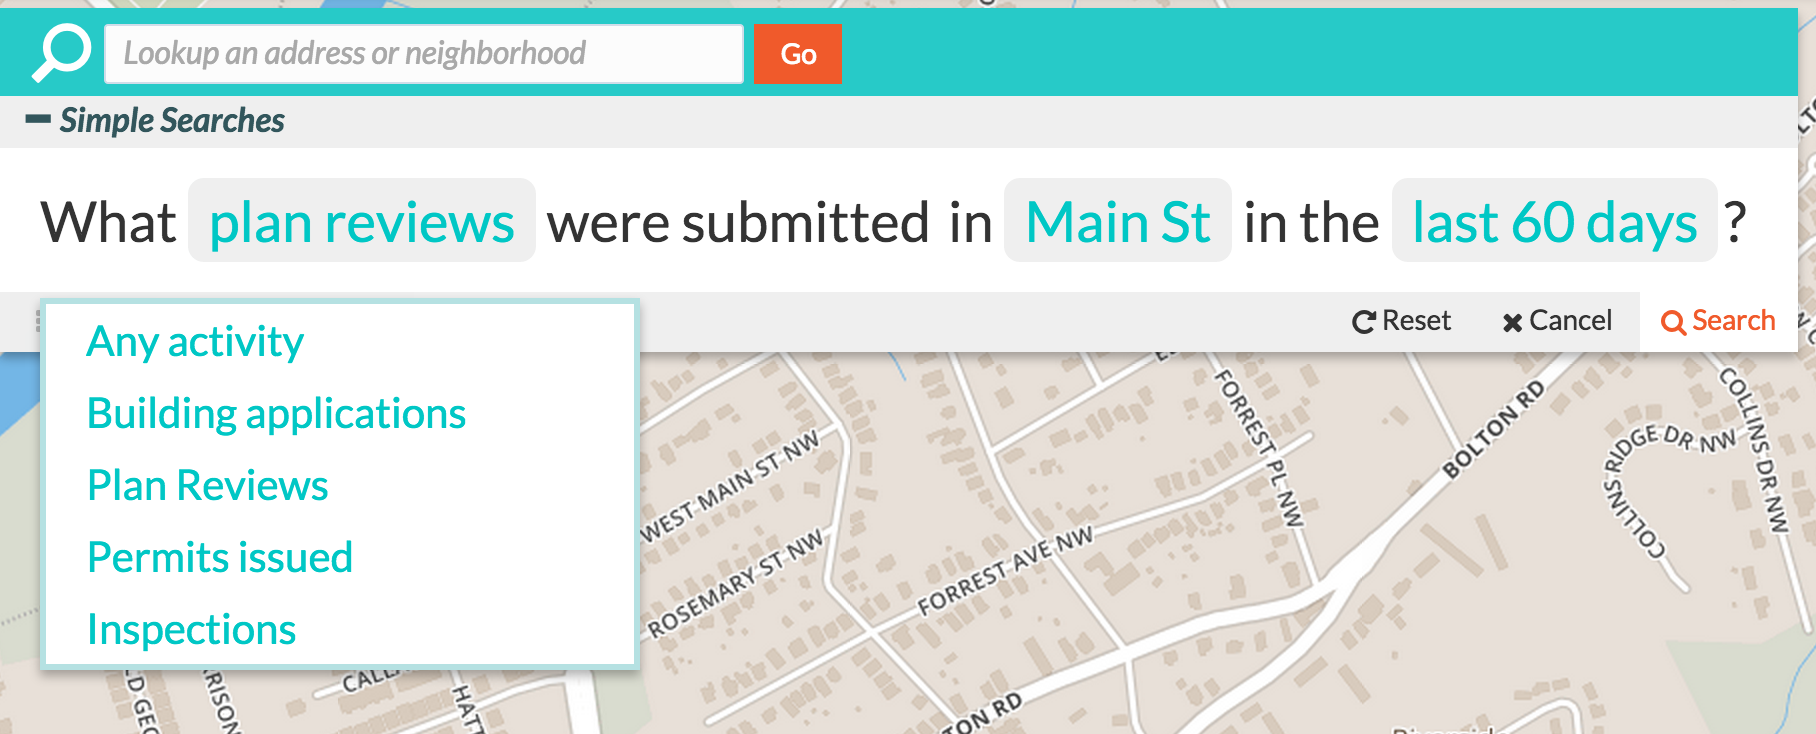 Lookup an address or neighborhood
Go
Simple Searches
What plan reviews were submitted in Main St in the last 60 days ?
Reset
Cancel
Search
Any activity
Building applications
Plan Reviews
Permits issued
Inspections
WEST MAIN ST NW
ROSEMARY ST NW
FORREST AVE NW
FORREST PL NW
BOLTON RD
COLLINS RIDGE DR NW
COLLINS DR NW
TON RD
HATT
RISON
D GEO
CALL